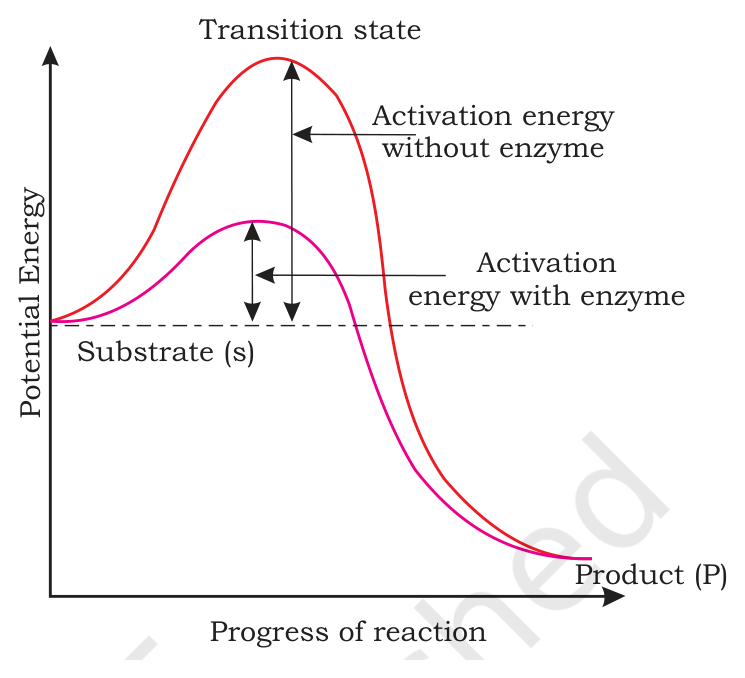 Transition state
Activation energy
without enzyme
Activation
energy with enzyme
Potential Energy
Substrate (s)
Product (P)
Progress of reaction